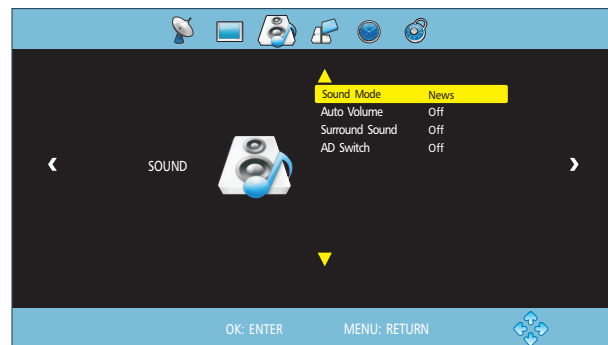 Sound Mode News
Auto Volume Off
Surround Sound Off
AD Switch Off
SOUND
OK: ENTER MENU: RETURN